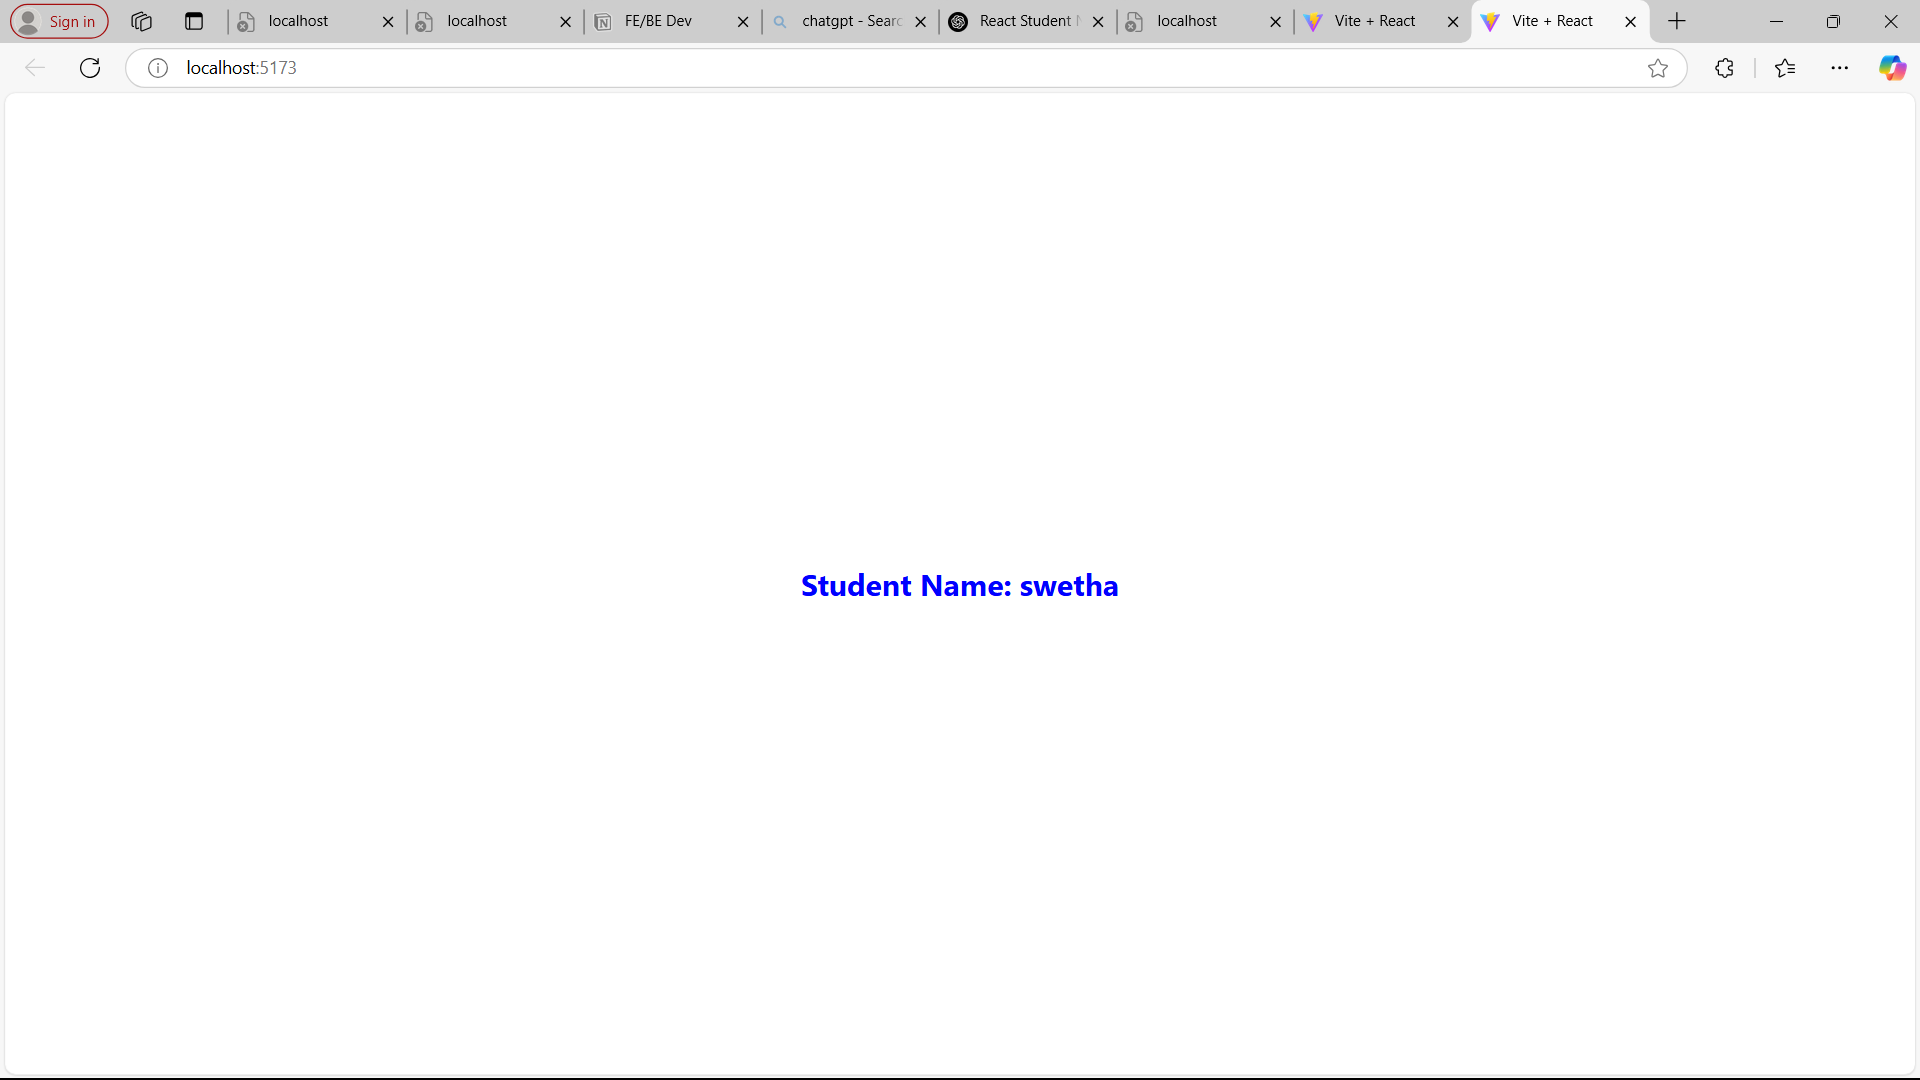 Sign in
localhost
localhost
FE/BE Dev
chatgpt - Searc
React Student
localhost
Vite + React
Vite + React
localhost:5173
Student Name: swetha